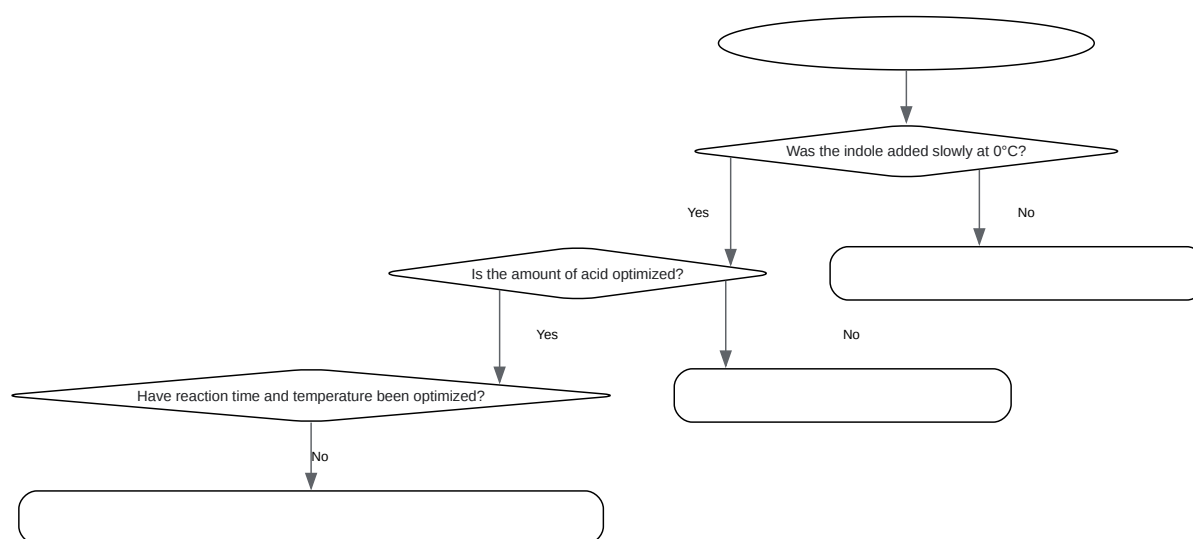 Was the indole added slowly at 0°C?
Yes
No
Is the amount of acid optimized?
Yes
No
Have reaction time and temperature been optimized?
No